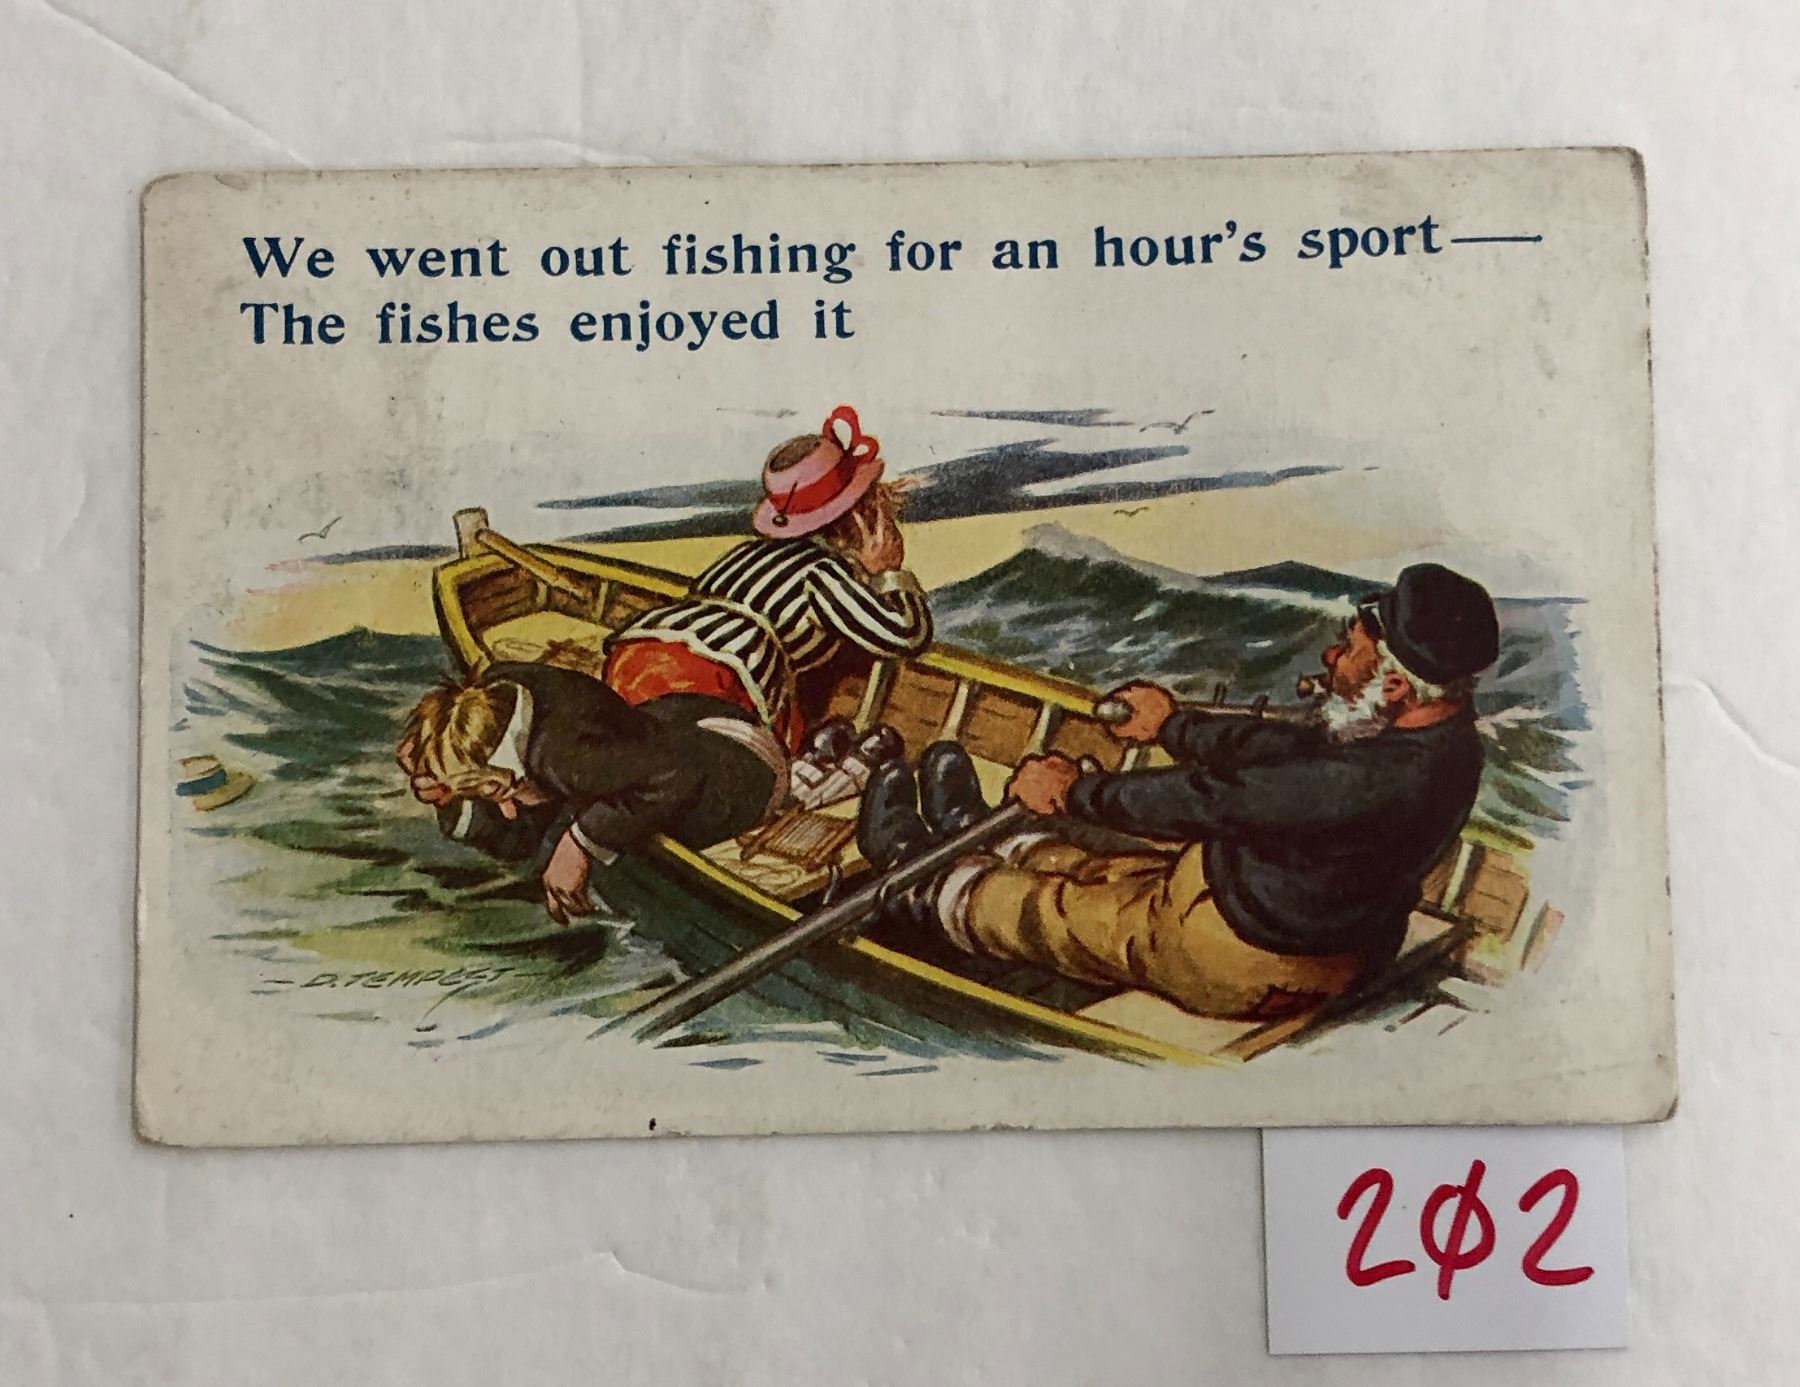 We went out fishing for an hour's sport—
The fishes enjoyed it
– D. TEMPEST –
2Ø2